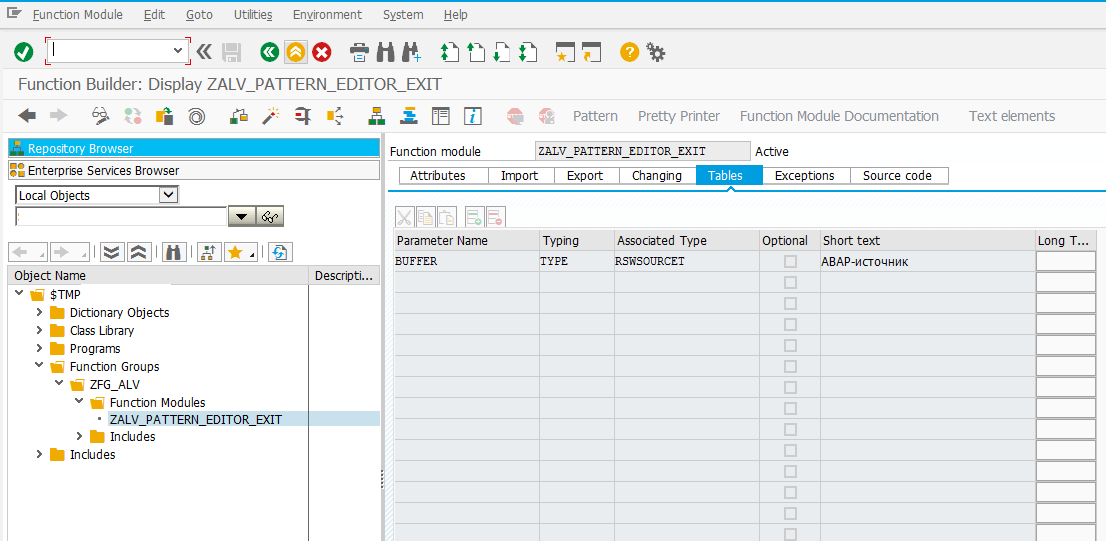 Function Module Edit Goto Utilities Environment System Help
Function Builder: Display ZALV_PATTERN_EDITOR_EXIT
Pattern Pretty Printer Function Module Documentation Text elements
Repository Browser
Enterprise Services Browser
Local Objects
Object Name Descripti...
$TMP
Dictionary Objects
Class Library
Programs
Function Groups
ZFG_ALV
Function Modules
ZALV_PATTERN_EDITOR_EXIT
Includes
Includes
Function module ZALV_PATTERN_EDITOR_EXIT Active
Attributes Import Export Changing Tables Exceptions Source code
Parameter Name Typing Associated Type Optional Short text Long T...
BUFFER TYPE RSWSOURCET ABAP-источник